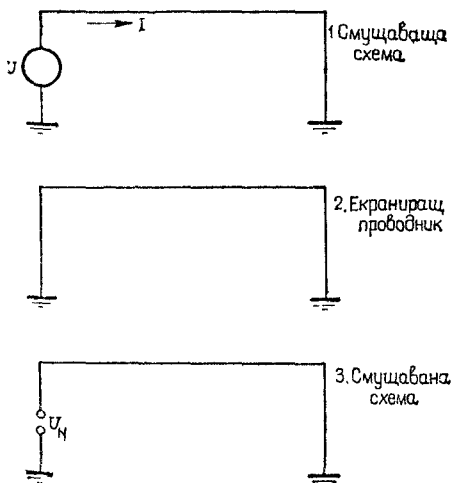 I
1 Смущаваща
схема
U
2. Екраниращ
проводник
3. Смущавана
схема
U_N